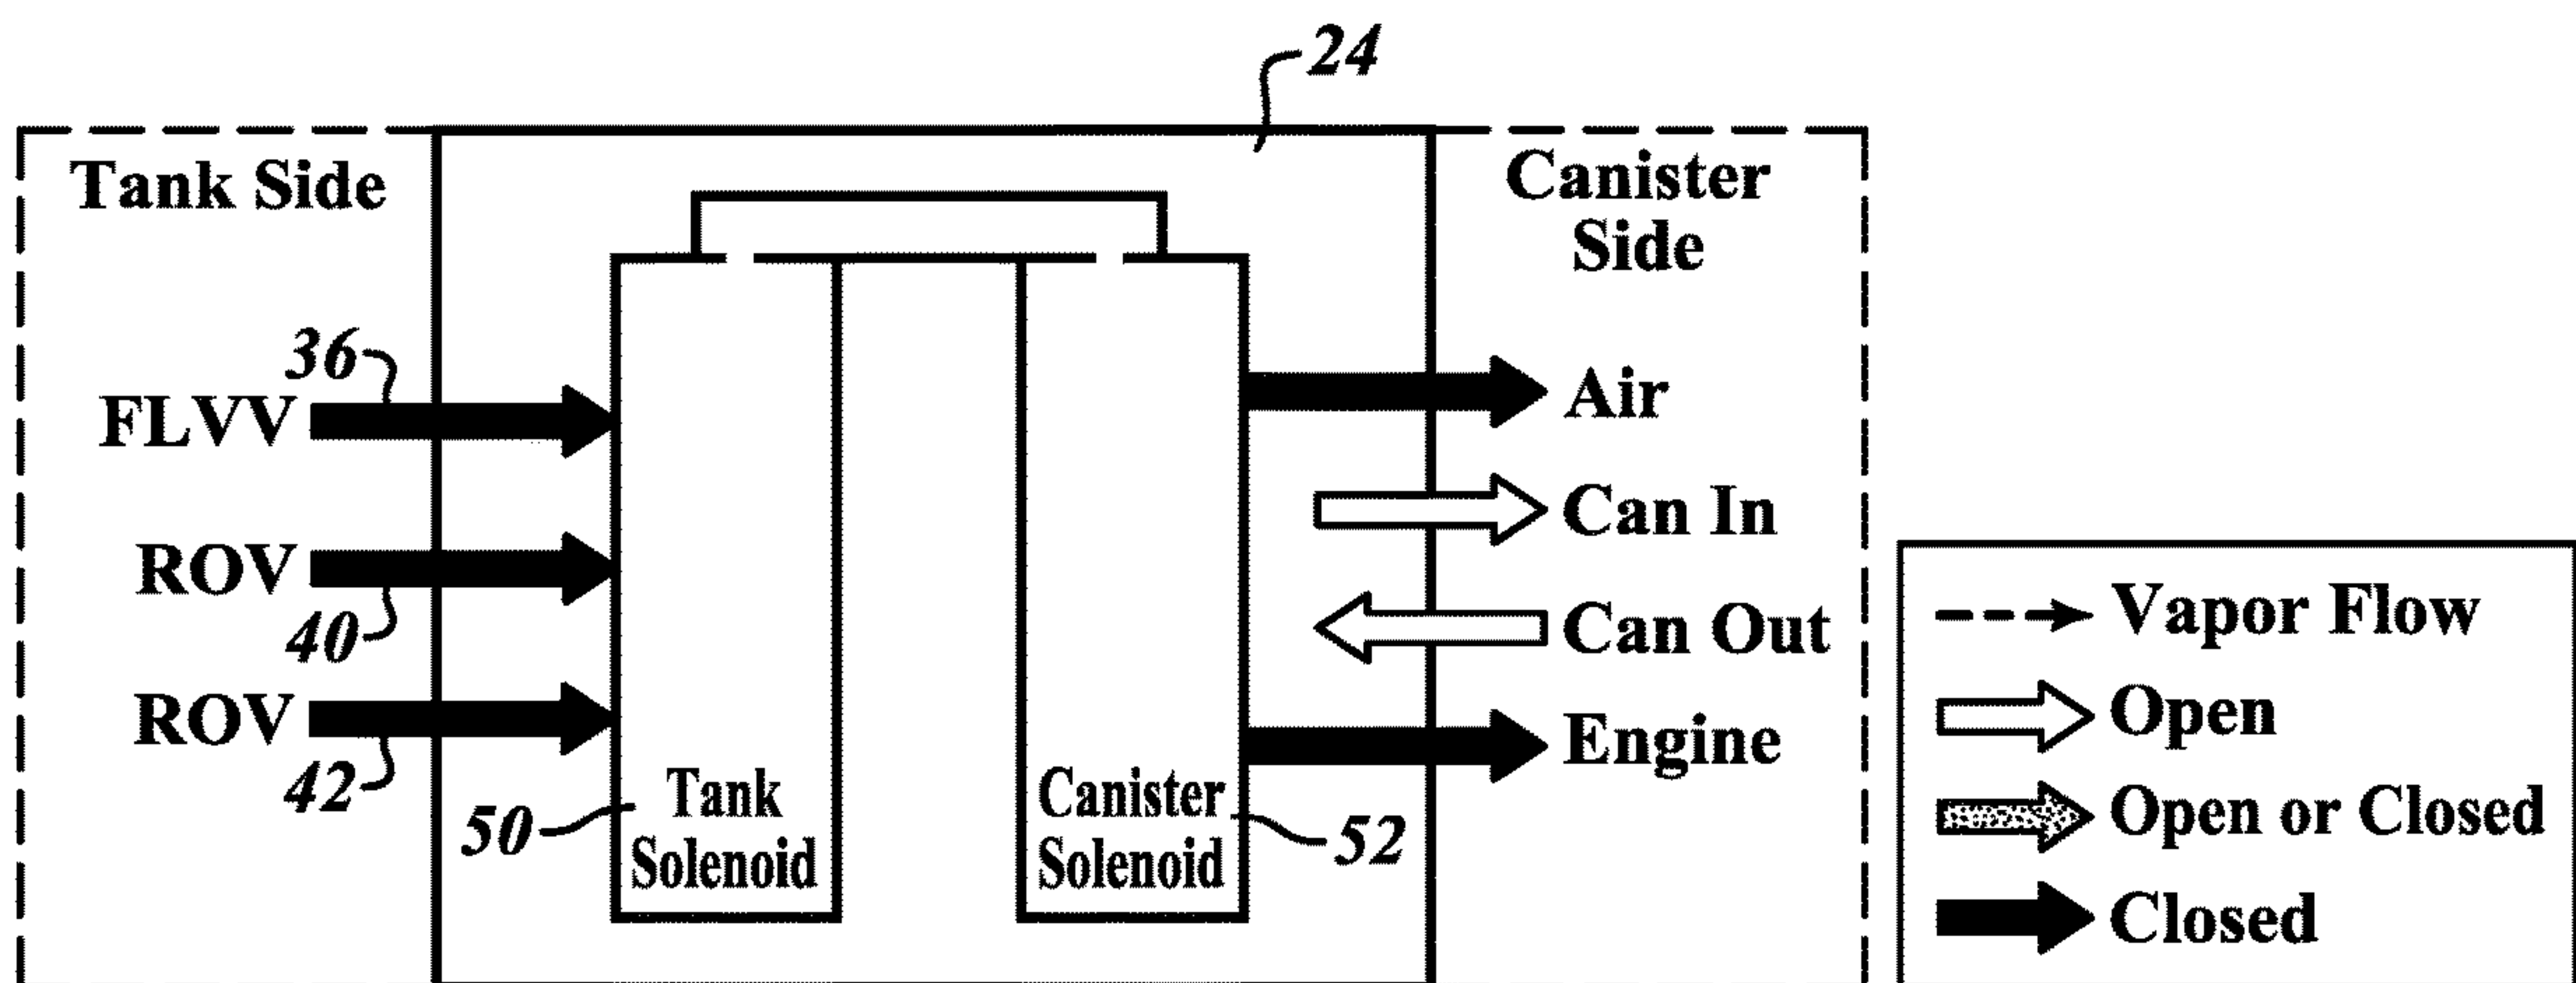 24
Tank Side
Canister
Side
36
FLVV
ROV
40
ROV
42
50
Tank
Solenoid
Canister
Solenoid
52
Air
Can In
Can Out
Engine
Vapor Flow
Open
Open or Closed
Closed